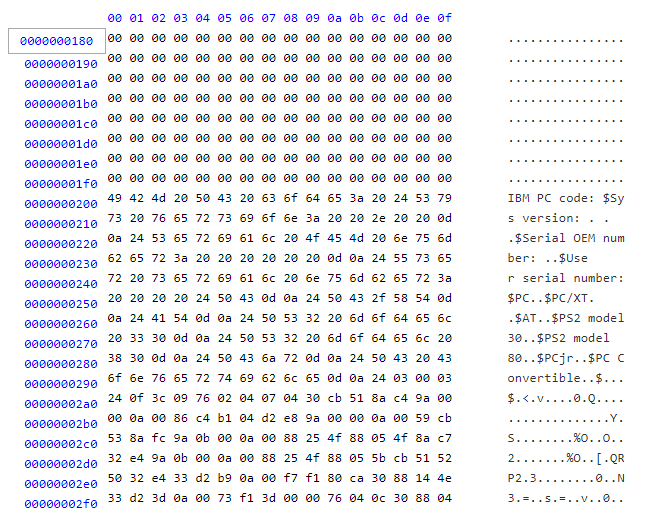 00 01 02 03 04 05 06 07 08 09 0a 0b 0c 0d 0e 0f
0000000180 00 00 00 00 00 00 00 00 00 00 00 00 00 00 00 00 ................
0000000190 00 00 00 00 00 00 00 00 00 00 00 00 00 00 00 00 ................
00000001a0 00 00 00 00 00 00 00 00 00 00 00 00 00 00 00 00 ................
00000001b0 00 00 00 00 00 00 00 00 00 00 00 00 00 00 00 00 ................
00000001c0 00 00 00 00 00 00 00 00 00 00 00 00 00 00 00 00 ................
00000001d0 00 00 00 00 00 00 00 00 00 00 00 00 00 00 00 00 ................
00000001e0 00 00 00 00 00 00 00 00 00 00 00 00 00 00 00 00 ................
00000001f0 00 00 00 00 00 00 00 00 00 00 00 00 00 00 00 00 ................
0000000200 49 42 4d 20 50 43 20 63 6f 64 65 3a 20 24 53 79 IBM PC code: $Sy
0000000210 73 20 76 65 72 73 69 6f 6e 3a 20 20 2e 20 20 0d s version: . .
0000000220 0a 24 53 65 72 69 61 6c 20 4f 45 4d 20 6e 75 6d .$Serial OEM num
0000000230 62 65 72 3a 20 20 20 20 20 20 0d 0a 24 55 73 65 ber: ..$Use
0000000240 72 20 73 65 72 69 61 6c 20 6e 75 6d 62 65 72 3a r serial number:
0000000250 20 20 20 20 24 50 43 0d 0a 24 50 43 2f 58 54 0d $PC..$PC/XT.
0000000260 0a 24 41 54 0d 0a 24 50 53 32 20 6d 6f 64 65 6c .$AT..$PS2 model
0000000270 20 33 30 0d 0a 24 50 53 32 20 6d 6f 64 65 6c 20 30..$PS2 model
0000000280 38 30 0d 0a 24 50 43 6a 72 0d 0a 24 50 43 20 43 80..$PCjr..$PC C
0000000290 6f 6e 76 65 72 74 69 62 6c 65 0d 0a 24 03 00 03 onvertible..$...
00000002a0 24 0f 3c 09 76 02 04 07 04 30 cb 51 8a c4 9a 00 $.<.v....0.Q....
00000002b0 00 0a 00 86 c4 b1 04 d2 e8 9a 00 00 0a 00 59 cb ..............Y.
00000002c0 53 8a fc 9a 0b 00 0a 00 88 25 4f 88 05 4f 8a c7 S........%O..O..
00000002d0 32 e4 9a 0b 00 0a 00 88 25 4f 88 05 5b cb 51 52 2.......%O..[.QR
00000002e0 50 32 e4 33 d2 b9 0a 00 f7 f1 80 ca 30 88 14 4e P2.3........0..N
00000002f0 33 d2 3d 0a 00 73 f1 3d 00 00 76 04 0c 30 88 04 3.=..s.=..v..0..